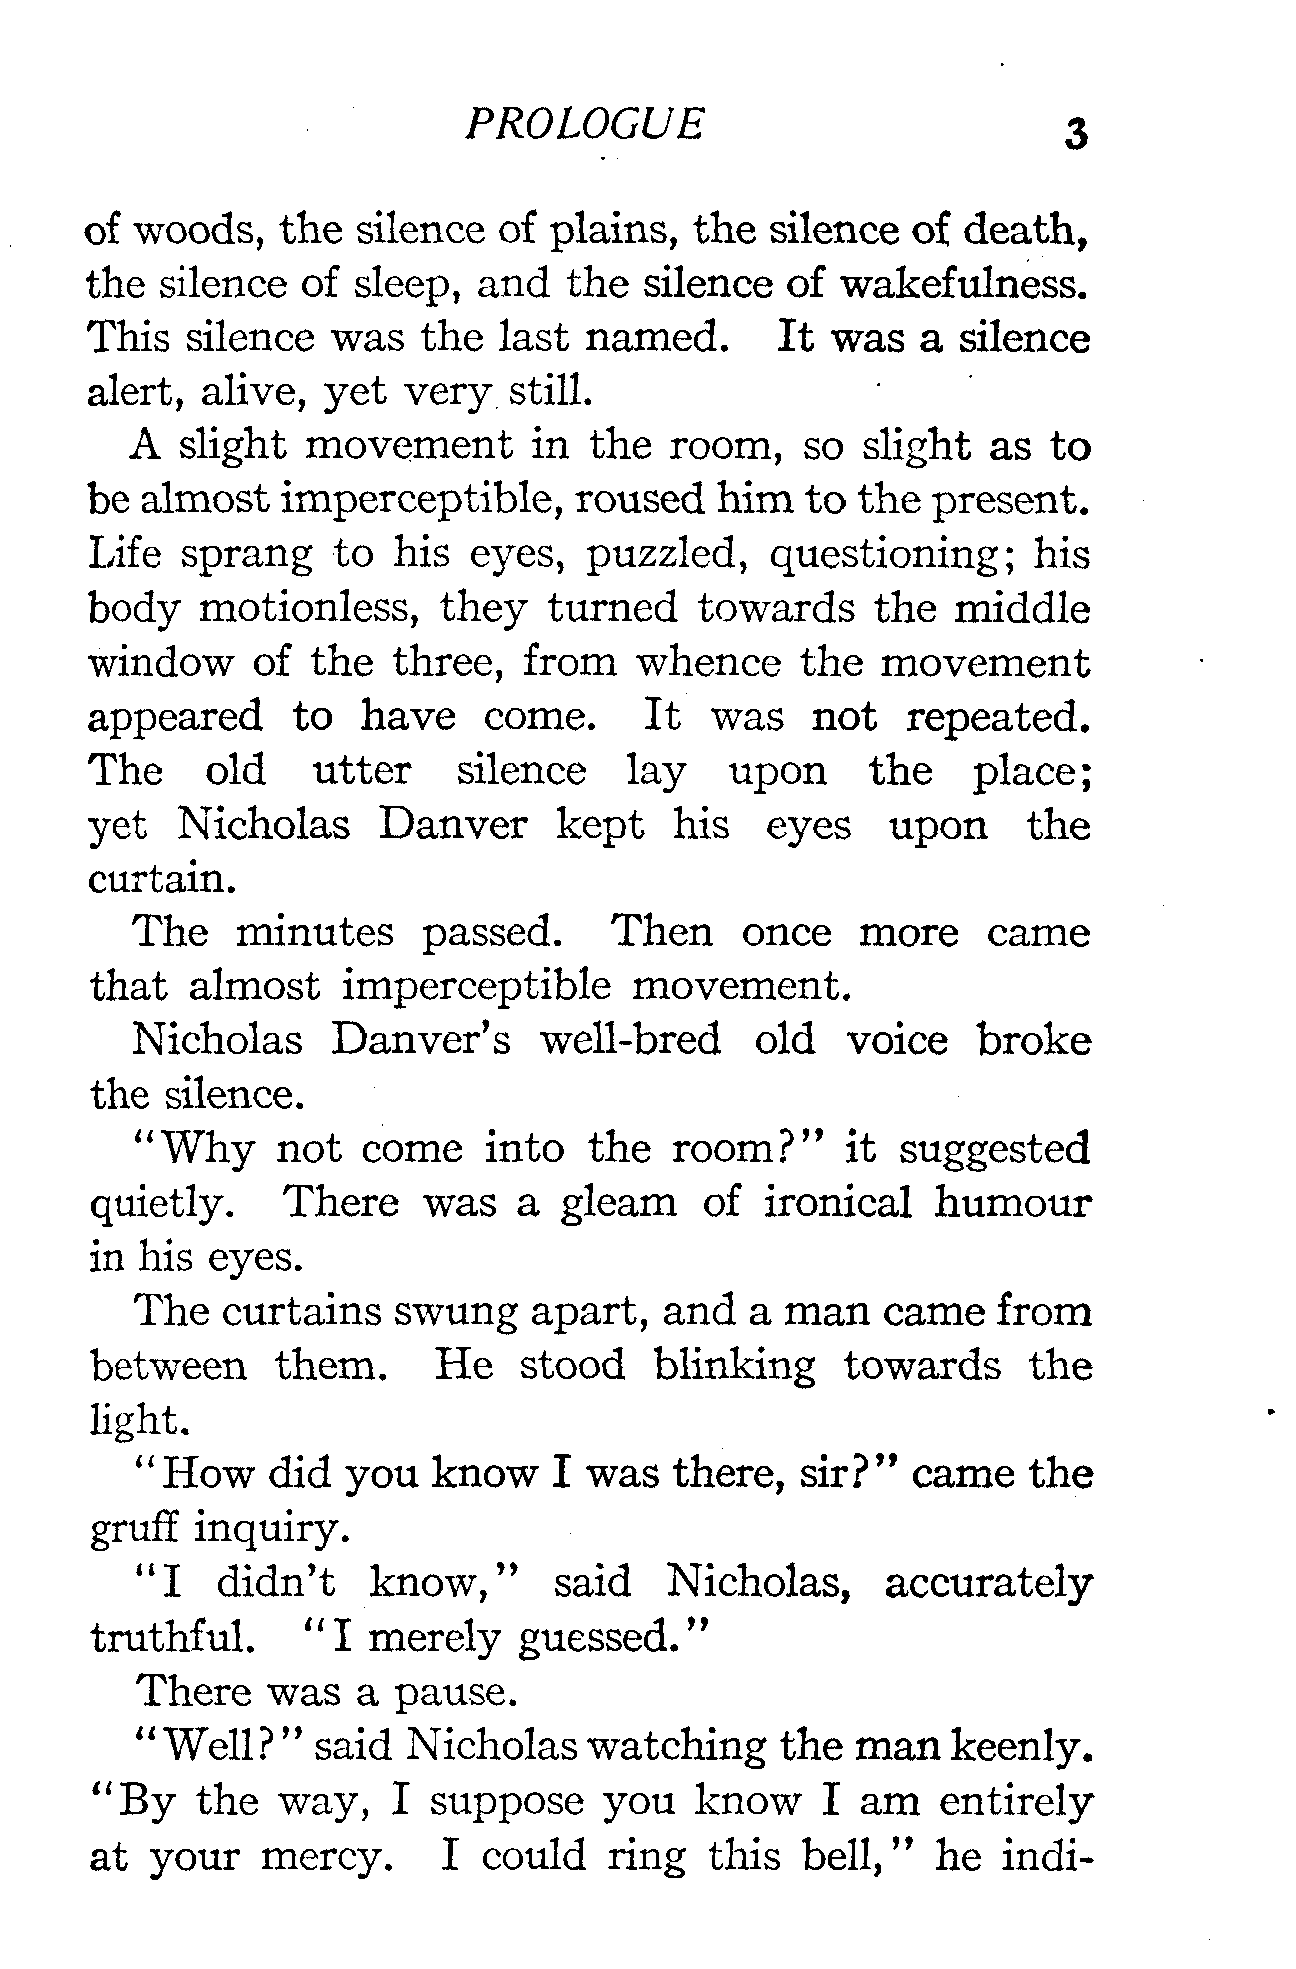 PROLOGUE 3
of woods, the silence of plains, the silence of death,
the silence of sleep, and the silence of wakefulness.
This silence was the last named. It was a silence
alert, alive, yet very still.
A slight movement in the room, so slight as to
be almost imperceptible, roused him to the present.
Life sprang to his eyes, puzzled, questioning; his
body motionless, they turned towards the middle
window of the three, from whence the movement
appeared to have come. It was not repeated.
The old utter silence lay upon the place;
yet Nicholas Danver kept his eyes upon the
curtain.
The minutes passed. Then once more came
that almost imperceptible movement.
Nicholas Danver's well-bred old voice broke
the silence.
"Why not come into the room?" it suggested
quietly. There was a gleam of ironical humour
in his eyes.
The curtains swung apart, and a man came from
between them. He stood blinking towards the
light.
"How did you know I was there, sir?" came the
gruff inquiry.
"I didn't know," said Nicholas, accurately
truthful. "I merely guessed."
There was a pause.
"Well?" said Nicholas watching the man keenly.
"By the way, I suppose you know I am entirely
at your mercy. I could ring this bell," he indi-